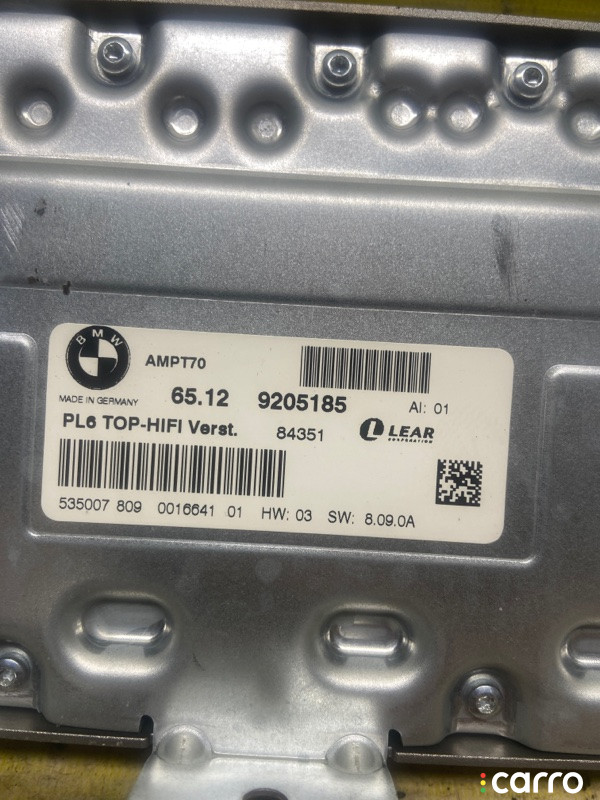 BMW
AMPT70
MADE IN GERMANY
65.12 9205185 AI: 01
PL6 TOP-HIFI Verst. 84351 LEAR
CORPORATION
535007 809 0016641 01 HW: 03 SW: 8.09.0A
carro